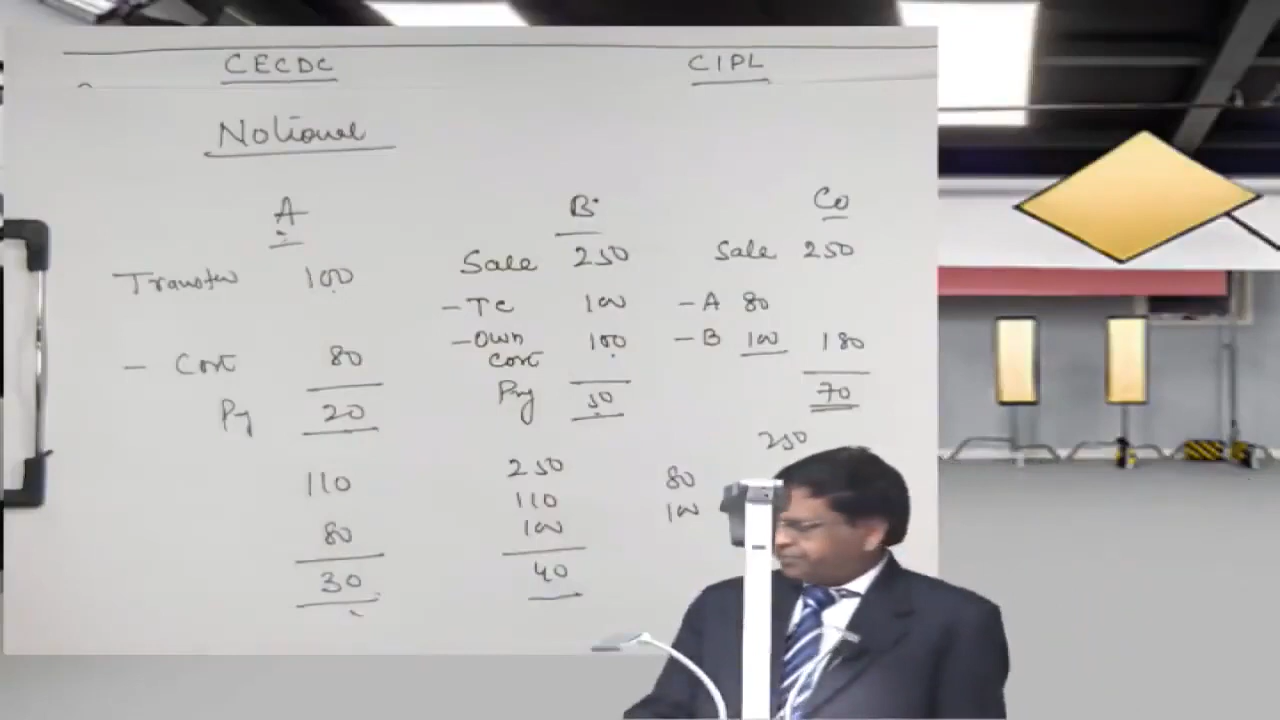 CECDC CIPL
Notional
A B Co
Transfer 100 Sale 250 Sale 250
- TC 100 - A 80
- Cost 80 - Own cost 100 - B 100 180
Py 20 Pry 50 70
250
110 250 80
110 100
80 100
30 40